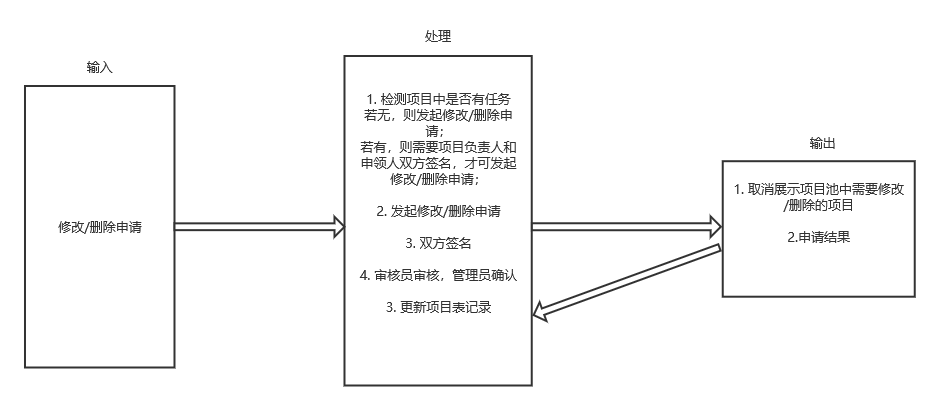 输入
修改/删除申请
处理
1. 检测项目中是否有任务
若无，则发起修改/删除申
请；
若有，则需要项目负责人和
申领人双方签名，才可发起
修改/删除申请；
2. 发起修改/删除申请
3. 双方签名
4. 审核员审核，管理员确认
3. 更新项目表记录
输出
1. 取消展示项目池中需要修改
/删除的项目
2.申请结果